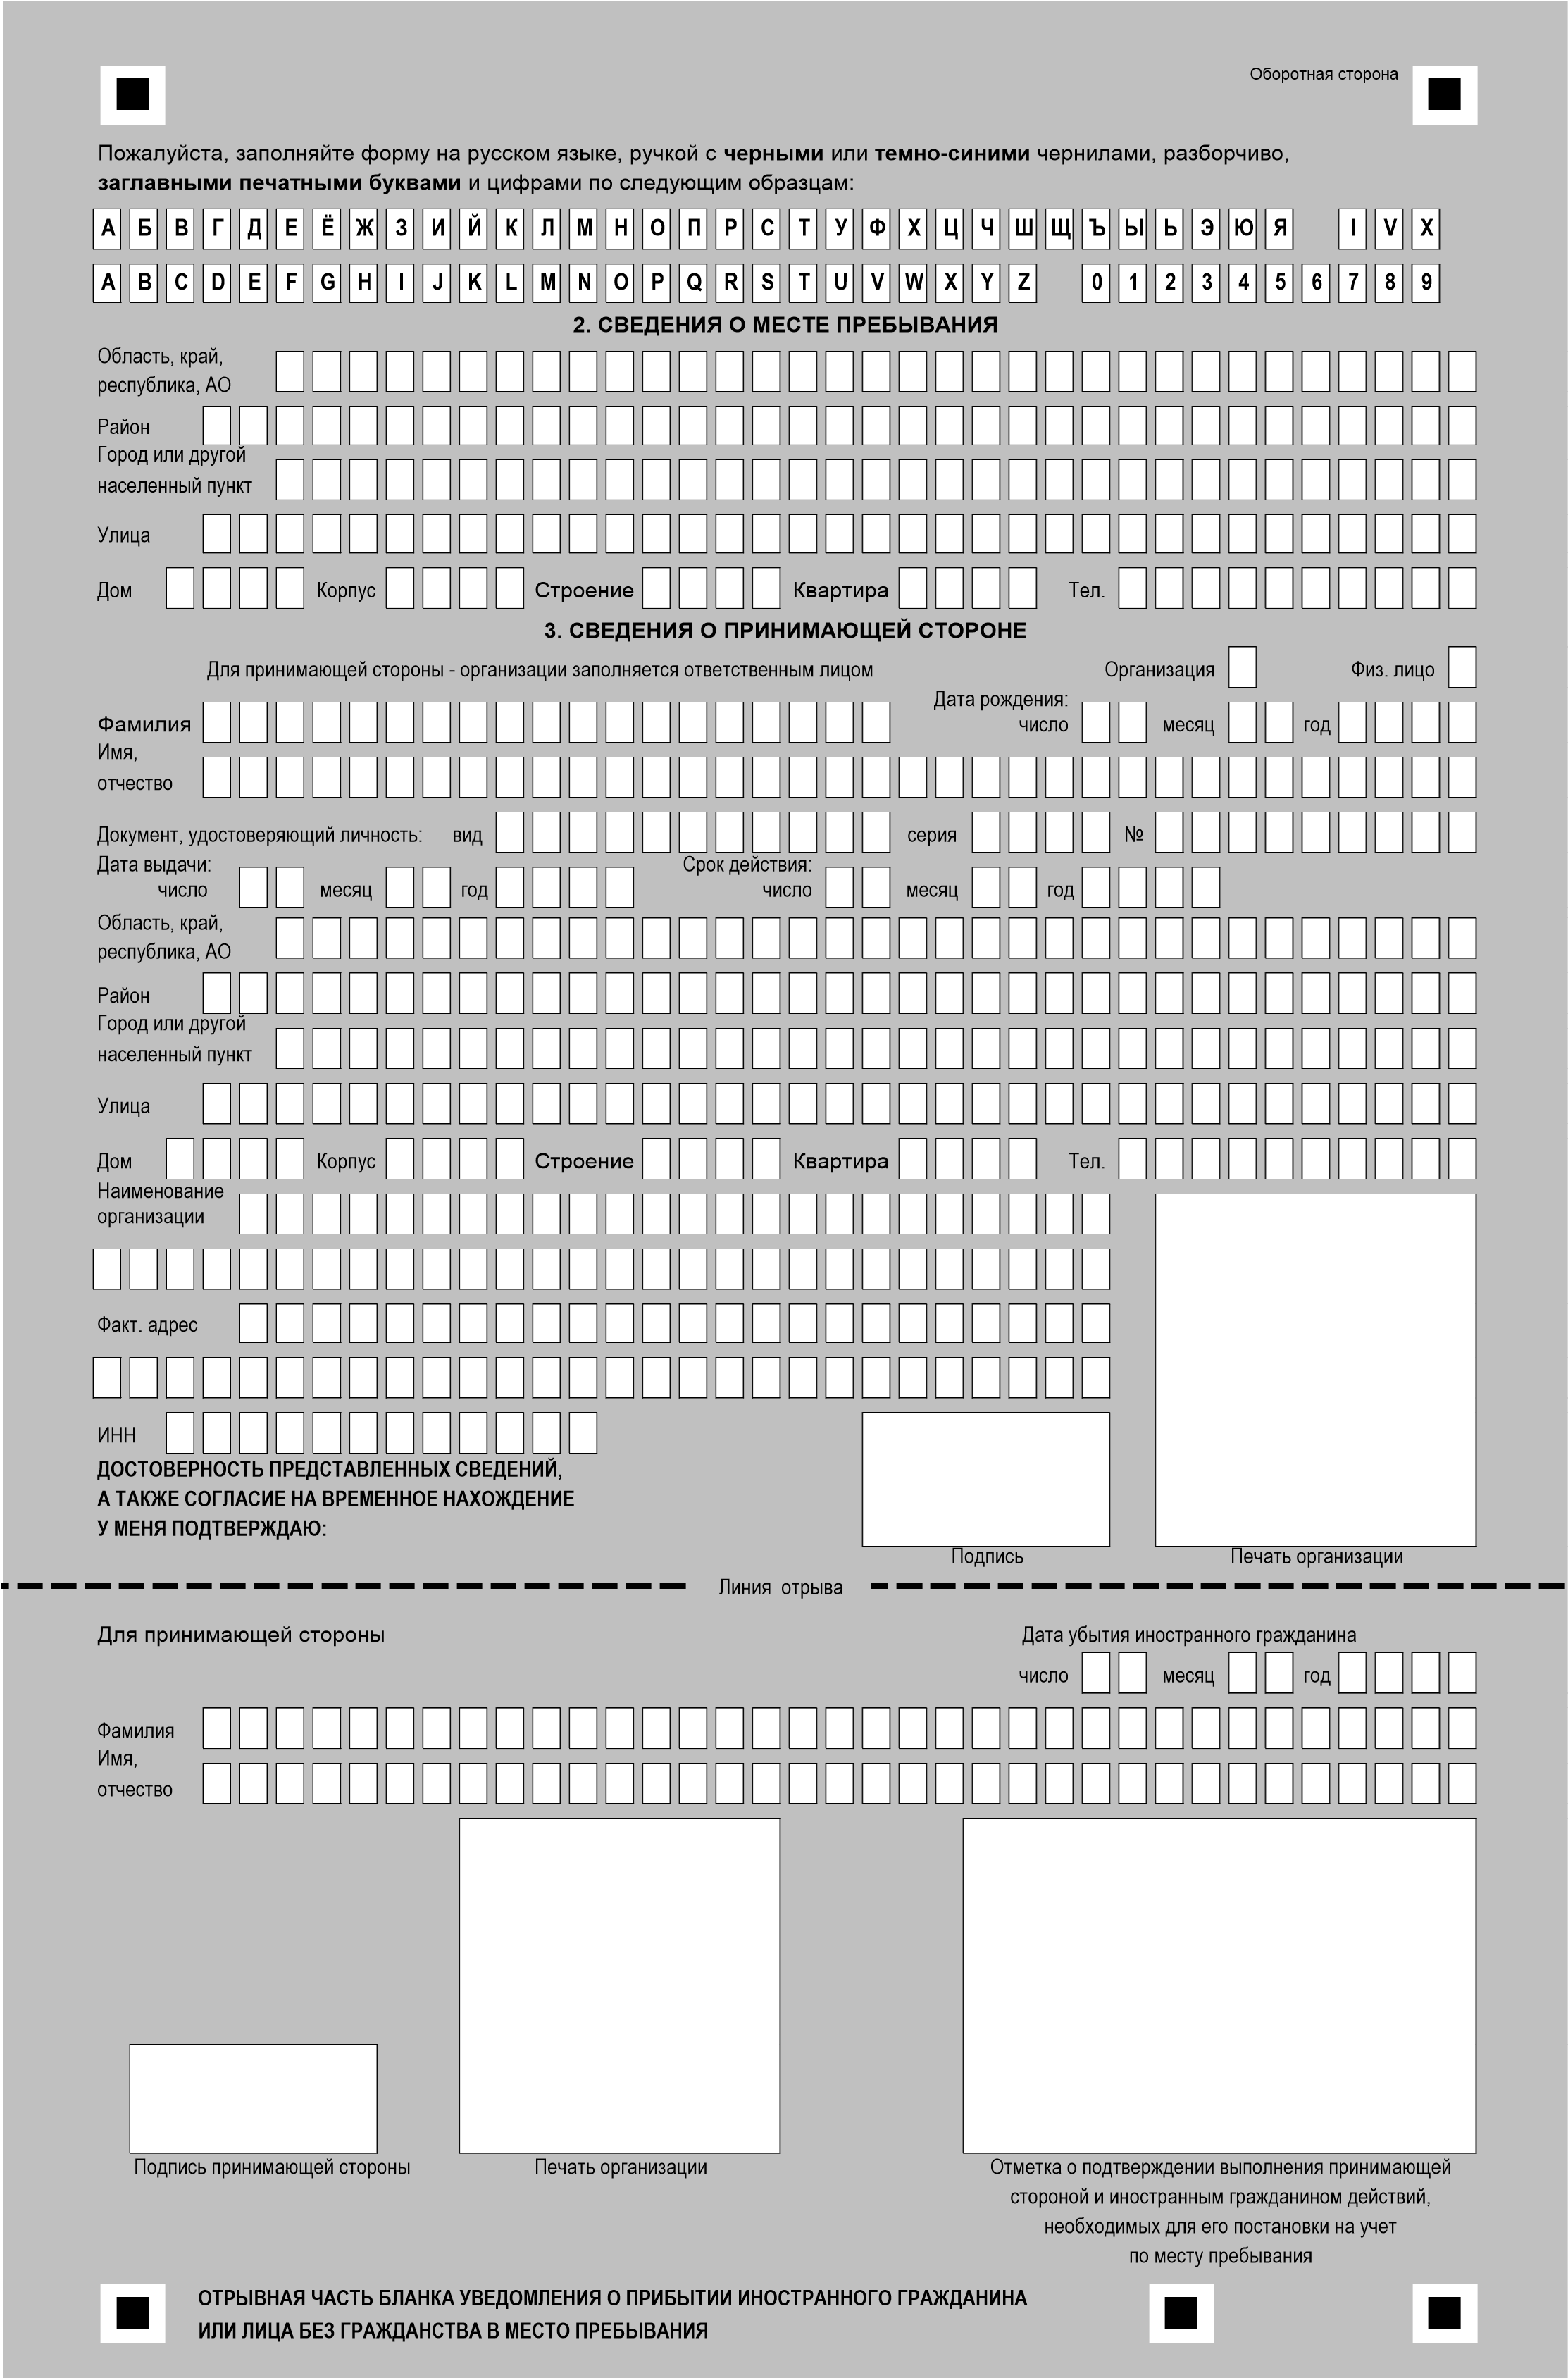 Оборотная сторона
Пожалуйста, заполняйте форму на русском языке, ручкой с черными или темно-синими чернилами, разборчиво,
заглавными печатными буквами и цифрами по следующим образцам:
А Б В Г Д Е Ё Ж З И Й К Л М Н О П Р С Т У Ф Х Ц Ч Ш Щ Ъ Ы Ь Э Ю Я I V X
A B C D E F G H I J K L M N O P Q R S T U V W X Y Z 0 1 2 3 4 5 6 7 8 9
2. СВЕДЕНИЯ О МЕСТЕ ПРЕБЫВАНИЯ
Область, край,
республика, АО
Район
Город или другой
населенный пункт
Улица
Дом Корпус Строение Квартира Тел.
3. СВЕДЕНИЯ О ПРИНИМАЮЩЕЙ СТОРОНЕ
Для принимающей стороны - организации заполняется ответственным лицом Организация Физ. лицо
Дата рождения:
Фамилия число месяц год
Имя,
отчество
Документ, удостоверяющий личность: вид серия №
Дата выдачи: Срок действия:
число месяц год число месяц год
Область, край,
республика, АО
Район
Город или другой
населенный пункт
Улица
Дом Корпус Строение Квартира Тел.
Наименование
организации
Факт. адрес
ИНН
ДОСТОВЕРНОСТЬ ПРЕДСТАВЛЕННЫХ СВЕДЕНИЙ,
А ТАКЖЕ СОГЛАСИЕ НА ВРЕМЕННОЕ НАХОЖДЕНИЕ
У МЕНЯ ПОДТВЕРЖДАЮ:
Подпись Печать организации
Линия отрыва
Для принимающей стороны Дата убытия иностранного гражданина
число месяц год
Фамилия
Имя,
отчество
Подпись принимающей стороны Печать организации Отметка о подтверждении выполнения принимающей
стороной и иностранным гражданином действий,
необходимых для его постановки на учет
по месту пребывания
ОТРЫВНАЯ ЧАСТЬ БЛАНКА УВЕДОМЛЕНИЯ О ПРИБЫТИИ ИНОСТРАННОГО ГРАЖДАНИНА
ИЛИ ЛИЦА БЕЗ ГРАЖДАНСТВА В МЕСТО ПРЕБЫВАНИЯ